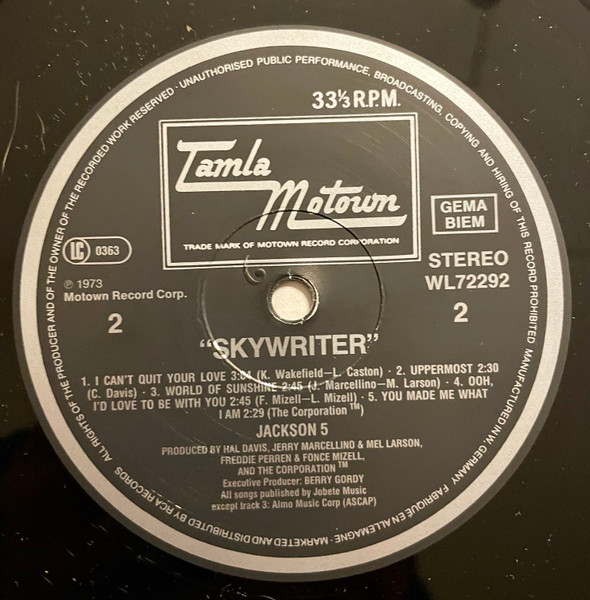 ALL RIGHTS OF THE PRODUCER AND OF THE OWNER OF THE RECORDED WORK RESERVED · UNAUTHORISED PUBLIC PERFORMANCE, BROADCASTING, COPYING AND HIRING OF THIS RECORD PROHIBITED MANUFACTURED IN W. GERMANY FABRIQUÉ EN ALLEMAGNE · MARKETED AND DISTRIBUTED BY RCA RECORDS
33⅓ R.P.M.
Tamla
Motown
TRADE MARK OF MOTOWN RECORD CORPORATION
LC 0363
GEMA
BIEM
℗ 1973
Motown Record Corp.
STEREO
WL72292
2
2
“SKYWRITER”
1. I CAN'T QUIT YOUR LOVE 3:04 (K. Wakefield–L. Caston) · 2. UPPERMOST 2:30
(C. Davis) · 3. WORLD OF SUNSHINE 2:45 (J. Marcellino–M. Larson) · 4. OOH,
I'D LOVE TO BE WITH YOU 2:45 (F. Mizell–L. Mizell) · 5. YOU MADE ME WHAT
I AM 2:29 (The Corporation™)
JACKSON 5
PRODUCED BY HAL DAVIS, JERRY MARCELLINO & MEL LARSON,
FREDDIE PERREN & FONCE MIZELL,
AND THE CORPORATION™
Executive Producer: BERRY GORDY
All songs published by Jobete Music
except track 3: Almo Music Corp (ASCAP)